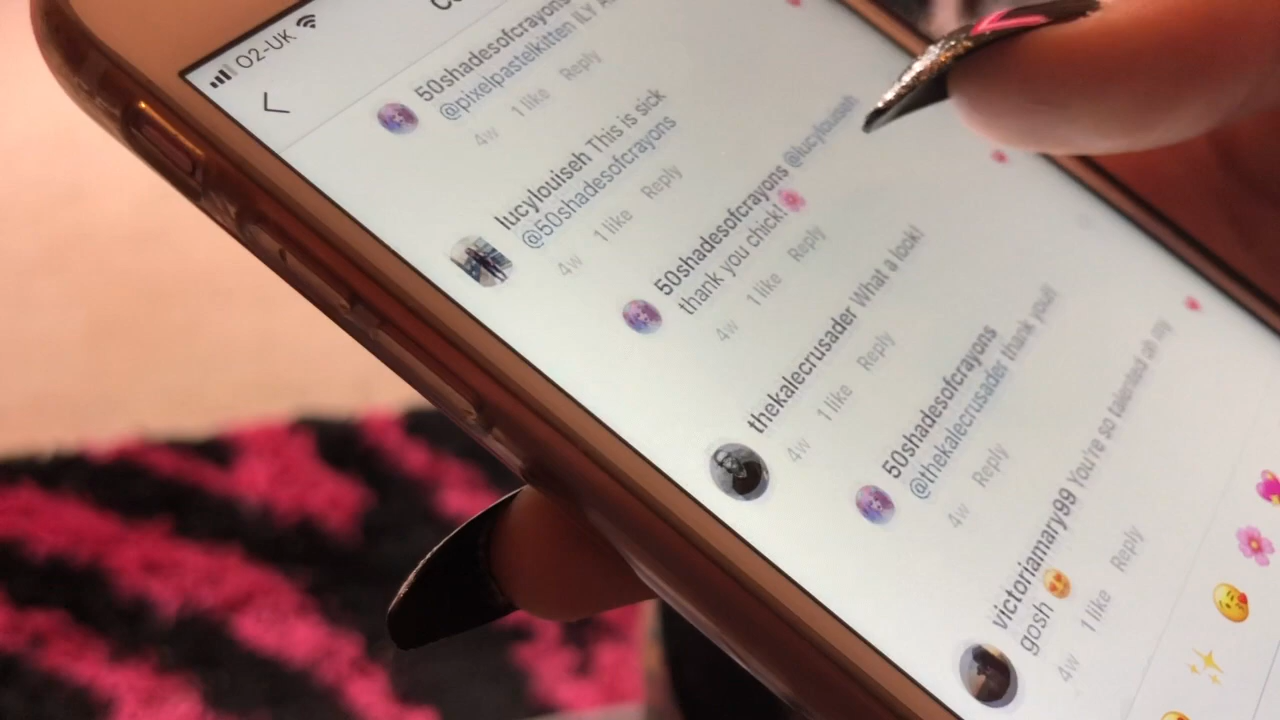 O2-UK
50shadesofcrayons
@pixelpastelkitten ILY
4w 1 like Reply
lucylouiseh This is sick
@50shadesofcrayons
4w 1 like Reply
50shadesofcrayons @lucylouiseh
thank you chick!🌸
4w 1 like Reply
thekalecrusader What a look!
4w 1 like Reply
50shadesofcrayons
@thekalecrusader thank you!!
4w Reply
victoriamary99 You're so talented oh my
gosh 😍
4w 1 like Reply